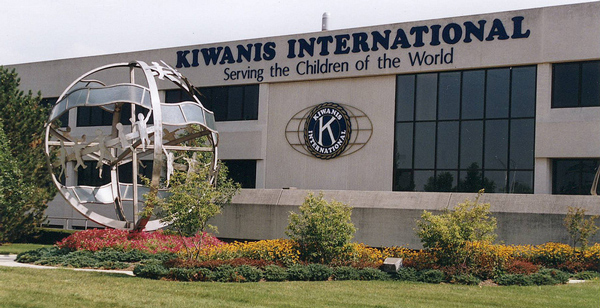 KIWANIS INTERNATIONAL
Serving the Children of the World
KIWANIS
K
INTERNATIONAL